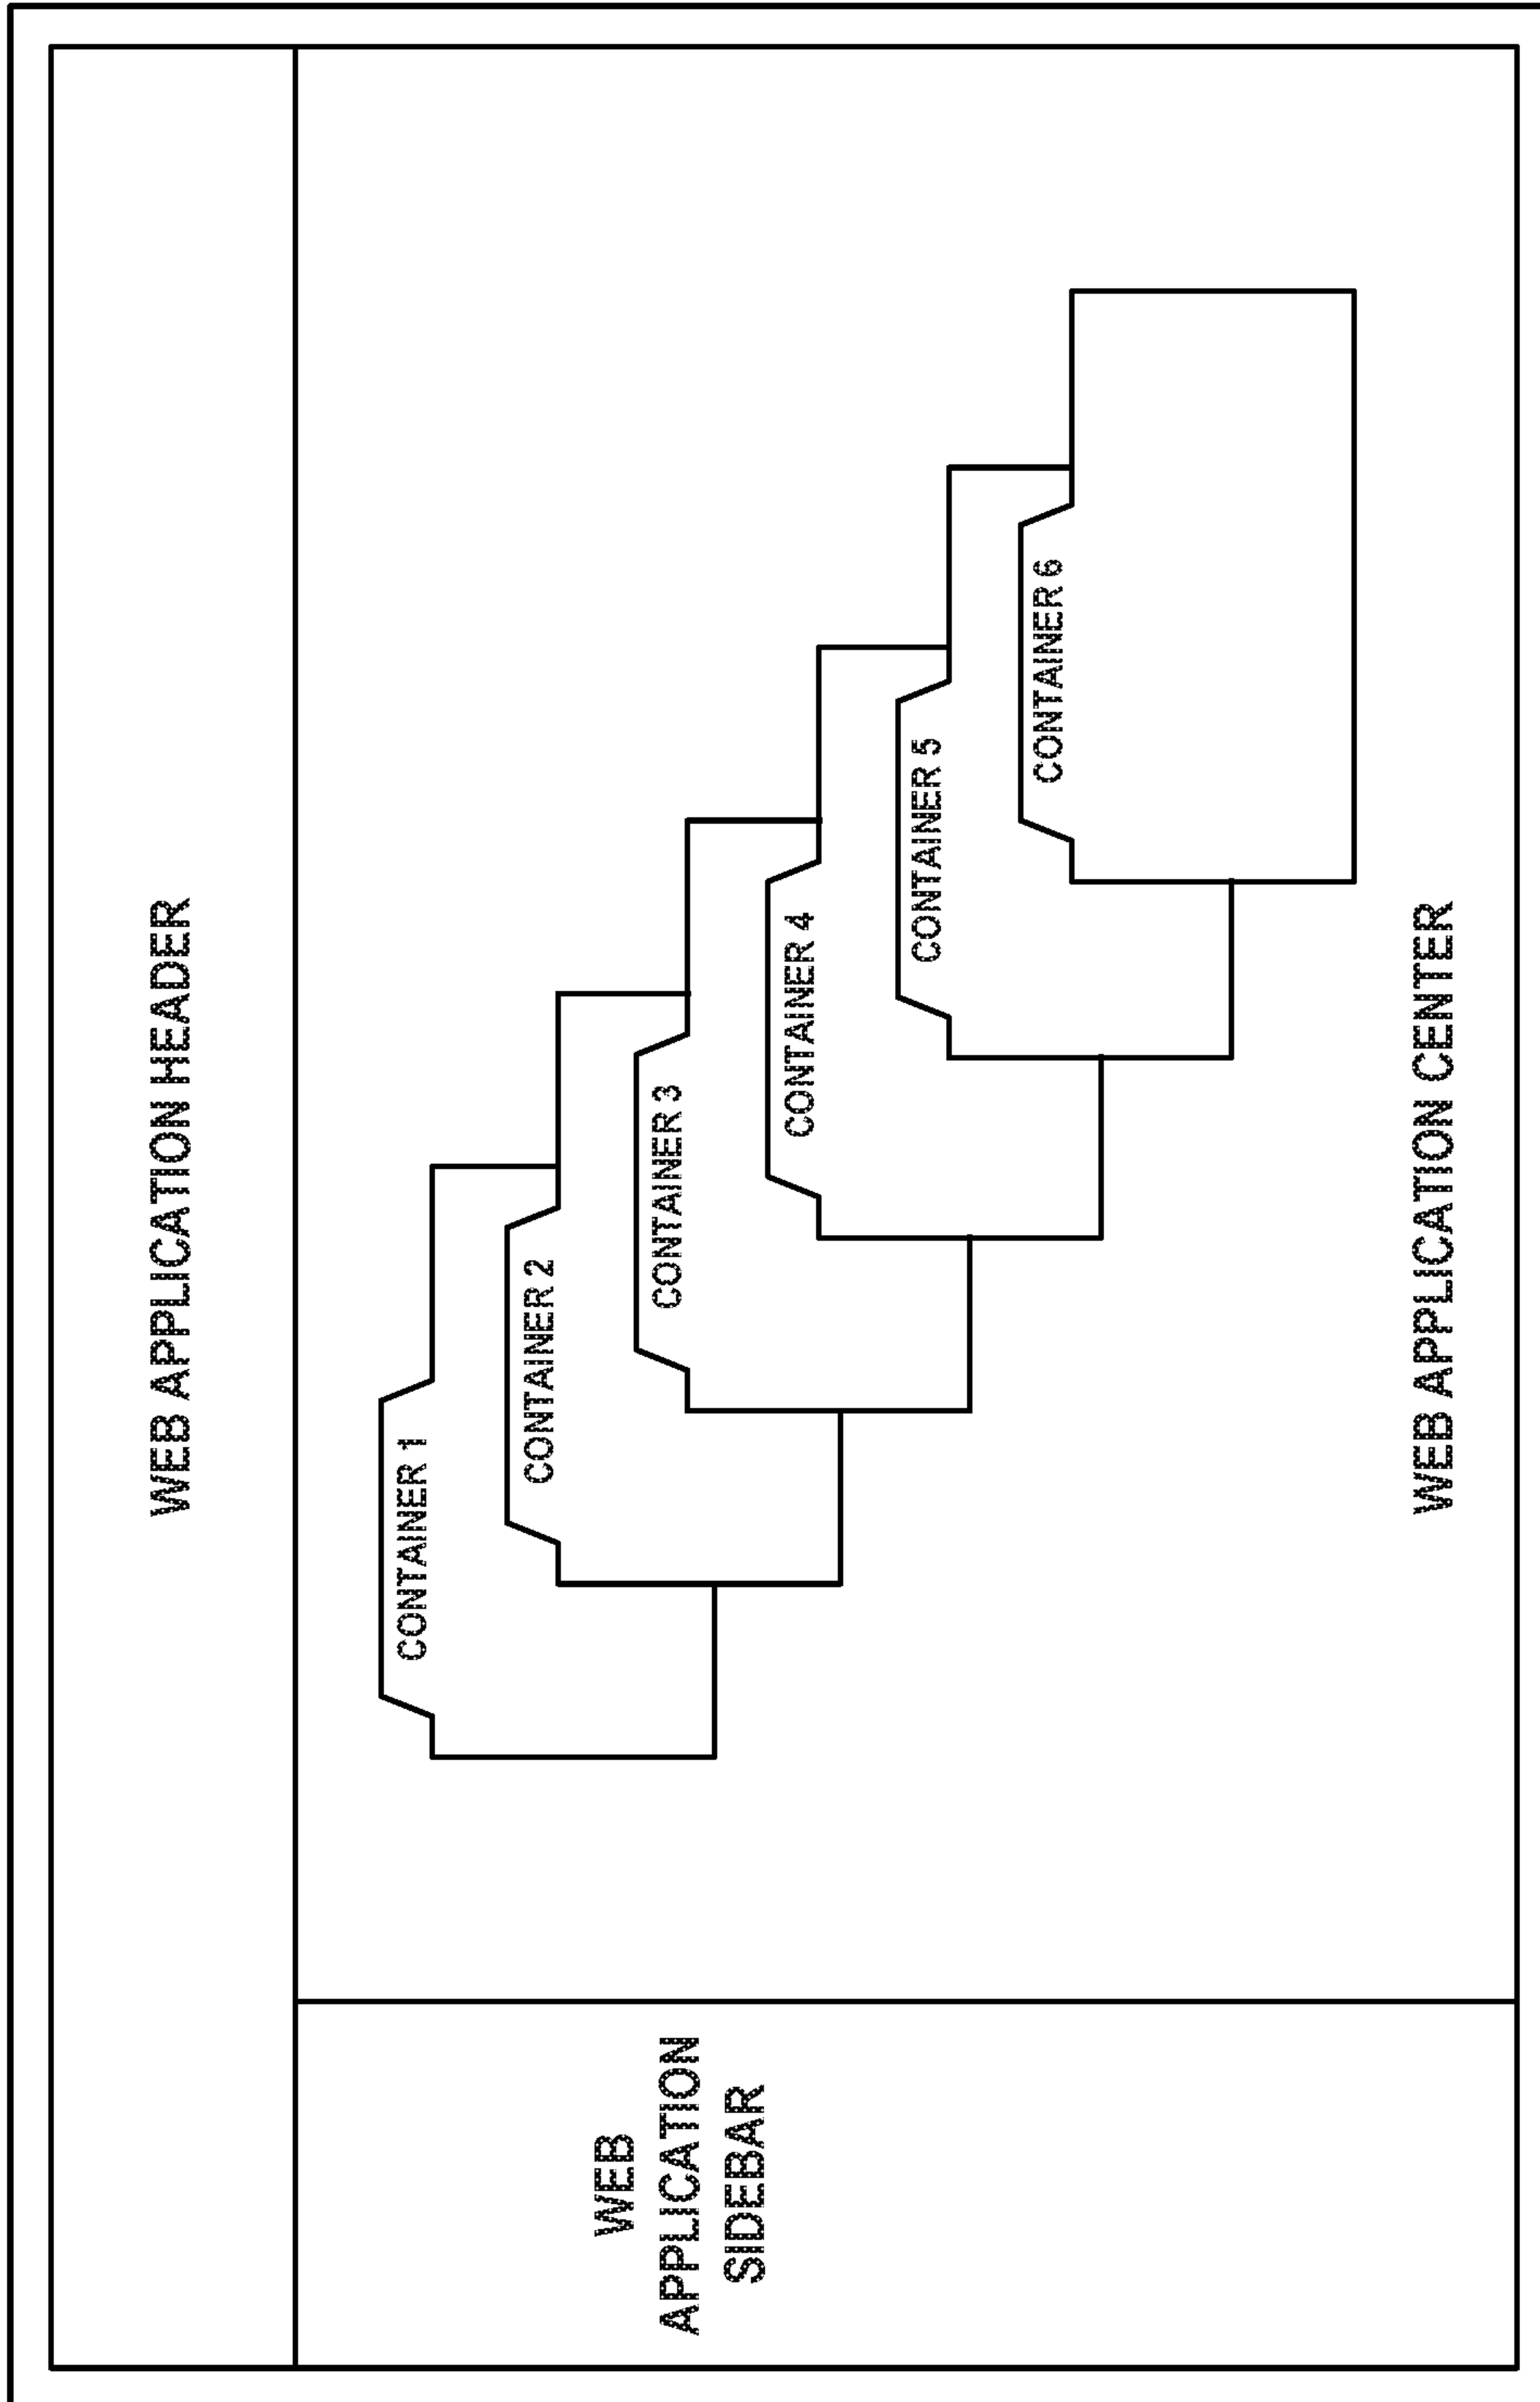 WEB APPLICATION HEADER
WEB
APPLICATION
SIDEBAR
CONTAINER 1
CONTAINER 2
CONTAINER 3
CONTAINER 4
CONTAINER 5
CONTAINER 6
WEB APPLICATION CENTER